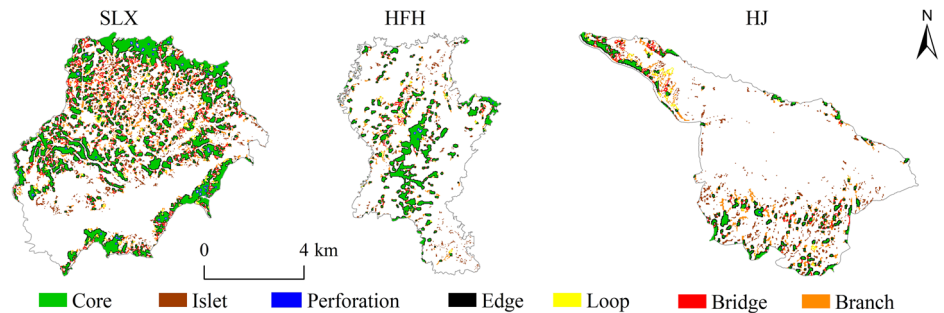 SLX
HFH
HJ
N
0 4 km
Core Islet Perforation Edge Loop Bridge Branch